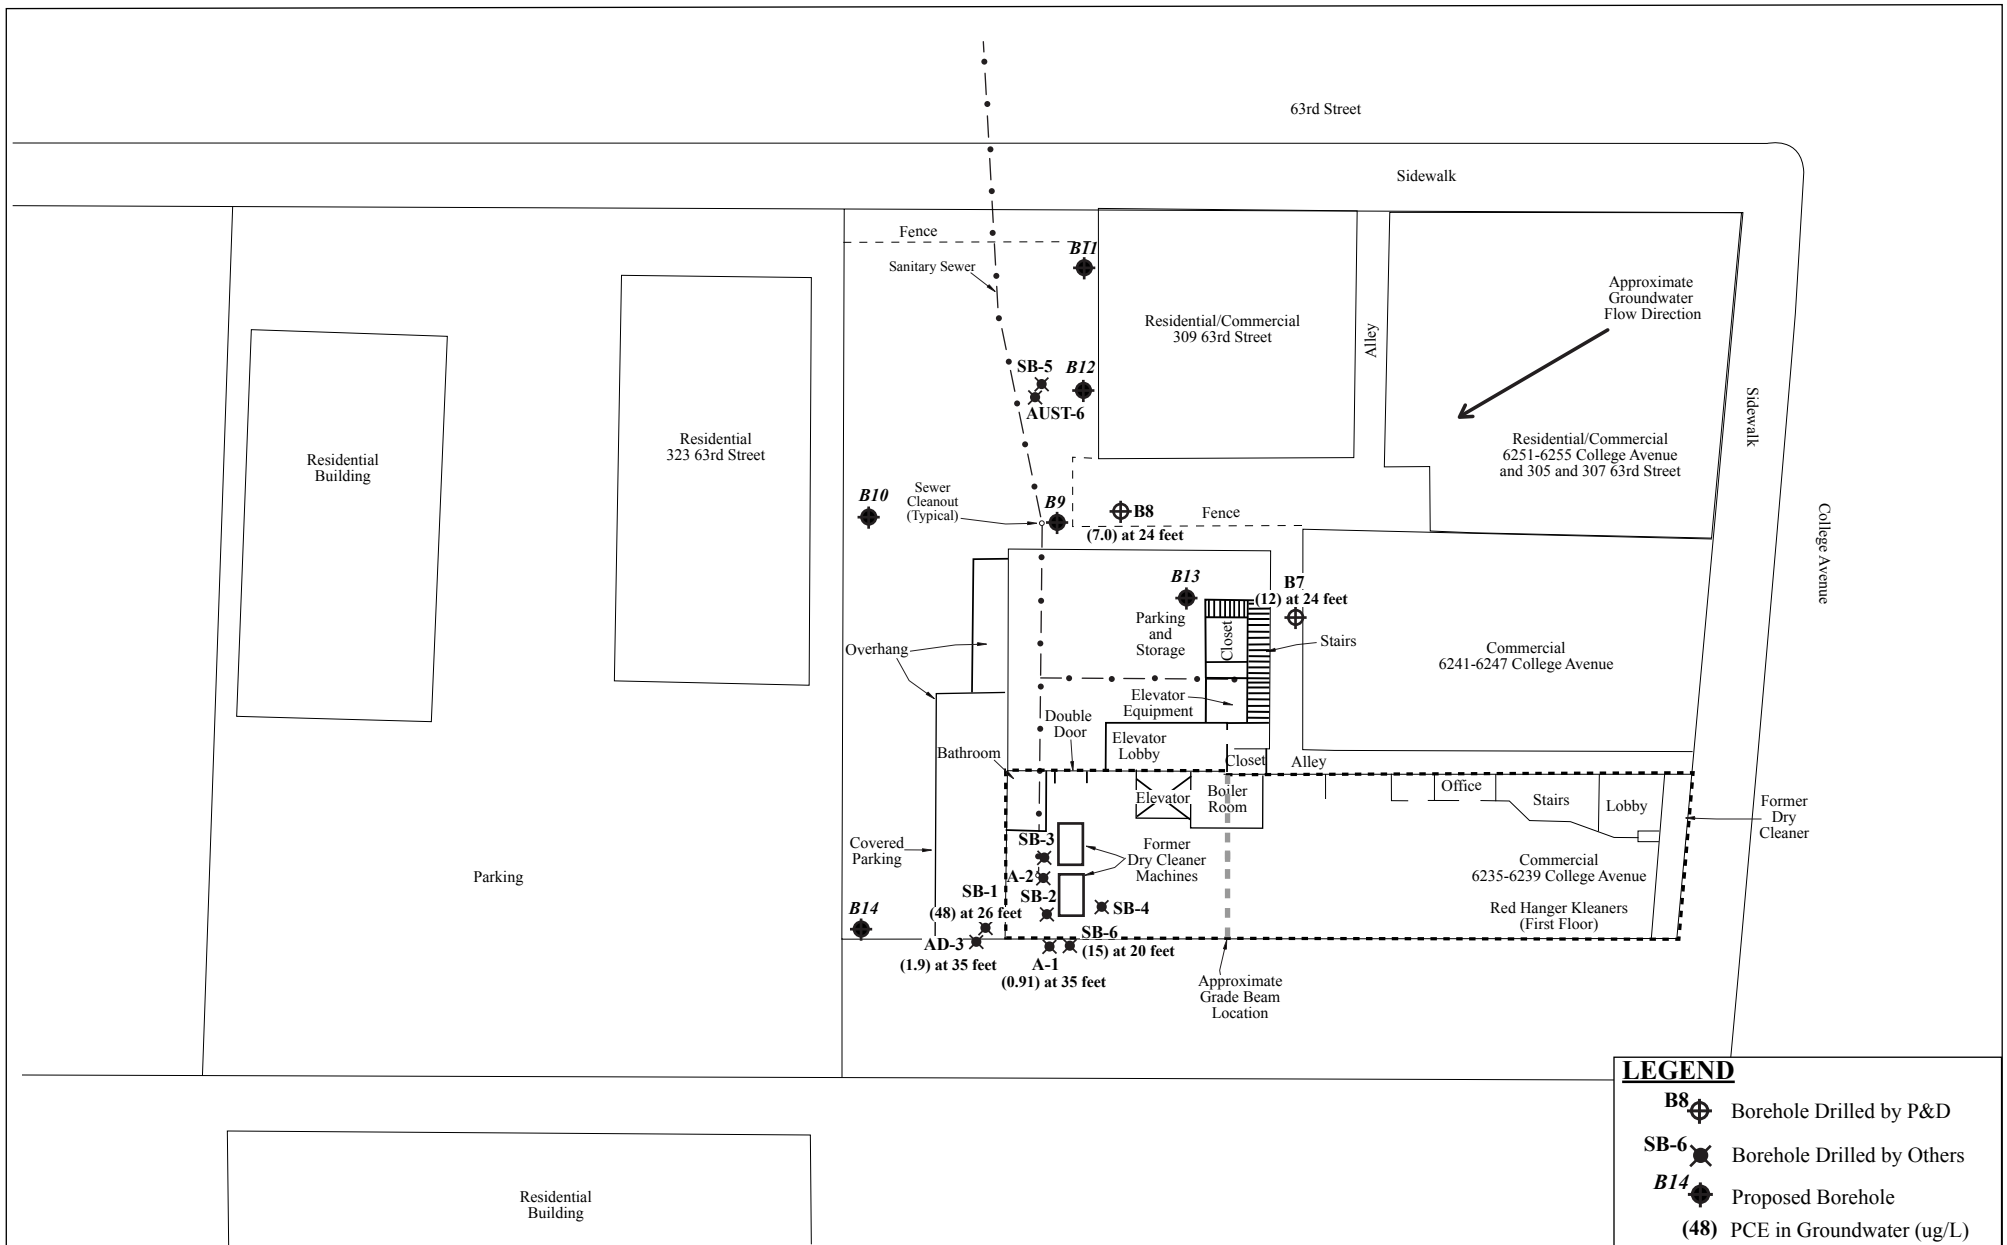 63rd Street
Sidewalk
Fence
B11
Sanitary Sewer
Approximate
Groundwater
Flow Direction
Residential/Commercial
309 63rd Street
Alley
SB-5
B12
AUST-6
Sidewalk
Residential
323 63rd Street
Residential
Building
Residential/Commercial
6251-6255 College Avenue
and 305 and 307 63rd Street
B10
Sewer
Cleanout
(Typical)
B9
B8
Fence
(7.0) at 24 feet
College Avenue
B13
B7
(12) at 24 feet
Parking
and
Storage
Closet
Stairs
Overhang
Commercial
6241-6247 College Avenue
Elevator
Equipment
Double
Door
Elevator
Lobby
Bathroom
Closet
Alley
Elevator
Boiler
Room
Office
Stairs
Lobby
Former
Dry
Cleaner
Covered
Parking
SB-3
Former
Dry Cleaner
Machines
Commercial
6235-6239 College Avenue
Parking
A-2
SB-1
SB-2
SB-4
B14
(48) at 26 feet
Red Hanger Kleaners
(First Floor)
AD-3
SB-6
(15) at 20 feet
(1.9) at 35 feet
A-1
(0.91) at 35 feet
Approximate
Grade Beam
Location
LEGEND
B8 Borehole Drilled by P&D
SB-6 Borehole Drilled by Others
B14 Proposed Borehole
(48) PCE in Groundwater (ug/L)
Residential
Building